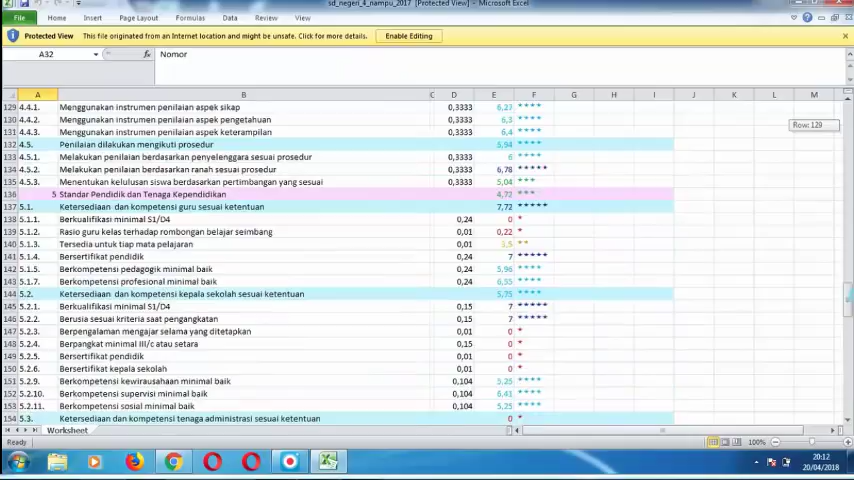 sd_negeri_4_nampu_2017 [Protected View] - Microsoft Excel
File Home Insert Page Layout Formulas Data Review View
Protected View This file originated from an Internet location and might be unsafe. Click for more details. Enable Editing
A32 fx Nomor
A B C D E F G H I J K L M
129 4.4.1. Menggunakan instrumen penilaian aspek sikap 0,3333 6,27 ****
Row: 129
130 4.4.2. Menggunakan instrumen penilaian aspek pengetahuan 0,3333 6,3 ****
131 4.4.3. Menggunakan instrumen penilaian aspek keterampilan 0,3333 6,4 ****
132 4.5. Penilaian dilakukan mengikuti prosedur 5,94 ****
133 4.5.1. Melakukan penilaian berdasarkan penyelenggara sesuai prosedur 0,3333 6 ****
134 4.5.2. Melakukan penilaian berdasarkan ranah sesuai prosedur 0,3333 6,78 *****
135 4.5.3. Menentukan kelulusan siswa berdasarkan pertimbangan yang sesuai 0,3333 5,04 ***
136 5 Standar Pendidik dan Tenaga Kependidikan 4,72 ***
137 5.1. Ketersediaan dan kompetensi guru sesuai ketentuan 7,72 *****
138 5.1.1. Berkualifikasi minimal S1/D4 0,24 0 *
139 5.1.2. Rasio guru kelas terhadap rombongan belajar seimbang 0,01 0,22 *
140 5.1.3. Tersedia untuk tiap mata pelajaran 0,01 3,5 **
141 5.1.4. Bersertifikat pendidik 0,24 7 *****
142 5.1.5. Berkompetensi pedagogik minimal baik 0,24 5,96 ****
143 5.1.7. Berkompetensi profesional minimal baik 0,24 6,55 ****
144 5.2. Ketersediaan dan kompetensi kepala sekolah sesuai ketentuan 5,75 ****
145 5.2.1. Berkualifikasi minimal S1/D4 0,15 7 *****
146 5.2.2. Berusia sesuai kriteria saat pengangkatan 0,15 7 *****
147 5.2.3. Berpengalaman mengajar selama yang ditetapkan 0,01 0 *
148 5.2.4. Berpangkat minimal III/c atau setara 0,15 0 *
149 5.2.5. Bersertifikat pendidik 0,01 0 *
150 5.2.6. Bersertifikat kepala sekolah 0,01 0 *
151 5.2.9. Berkompetensi kewirausahaan minimal baik 0,104 5,25 ****
152 5.2.10. Berkompetensi supervisi minimal baik 0,104 6,41 ****
153 5.2.11. Berkompetensi sosial minimal baik 0,104 5,25 ****
154 5.3. Ketersediaan dan kompetensi tenaga administrasi sesuai ketentuan 0 *
Worksheet
Ready 100%
20:12
20/04/2018